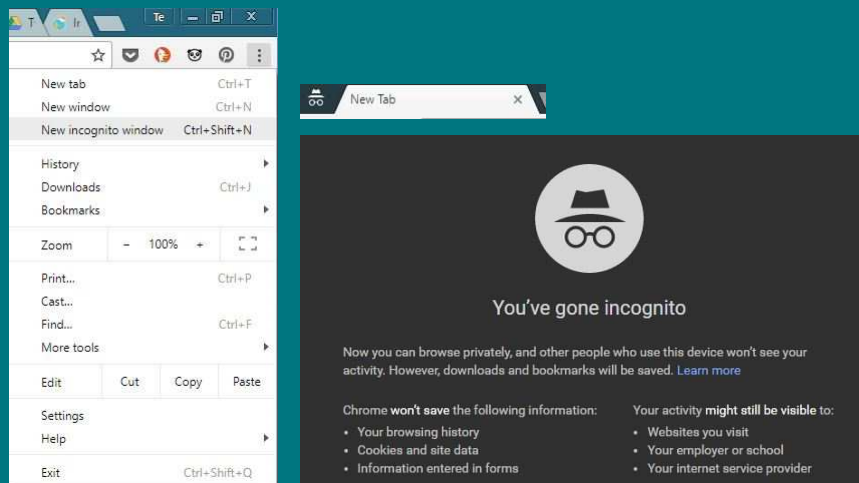 T
Ir
Te
New tab Ctrl+T
New window Ctrl+N
New incognito window Ctrl+Shift+N
History
Downloads Ctrl+J
Bookmarks
Zoom - 100% +
Print... Ctrl+P
Cast...
Find... Ctrl+F
More tools
Edit Cut Copy Paste
Settings
Help
Exit Ctrl+Shift+Q
New Tab
You've gone incognito
Now you can browse privately, and other people who use this device won't see your
activity. However, downloads and bookmarks will be saved. Learn more
Chrome won't save the following information:
• Your browsing history
• Cookies and site data
• Information entered in forms
Your activity might still be visible to:
• Websites you visit
• Your employer or school
• Your internet service provider